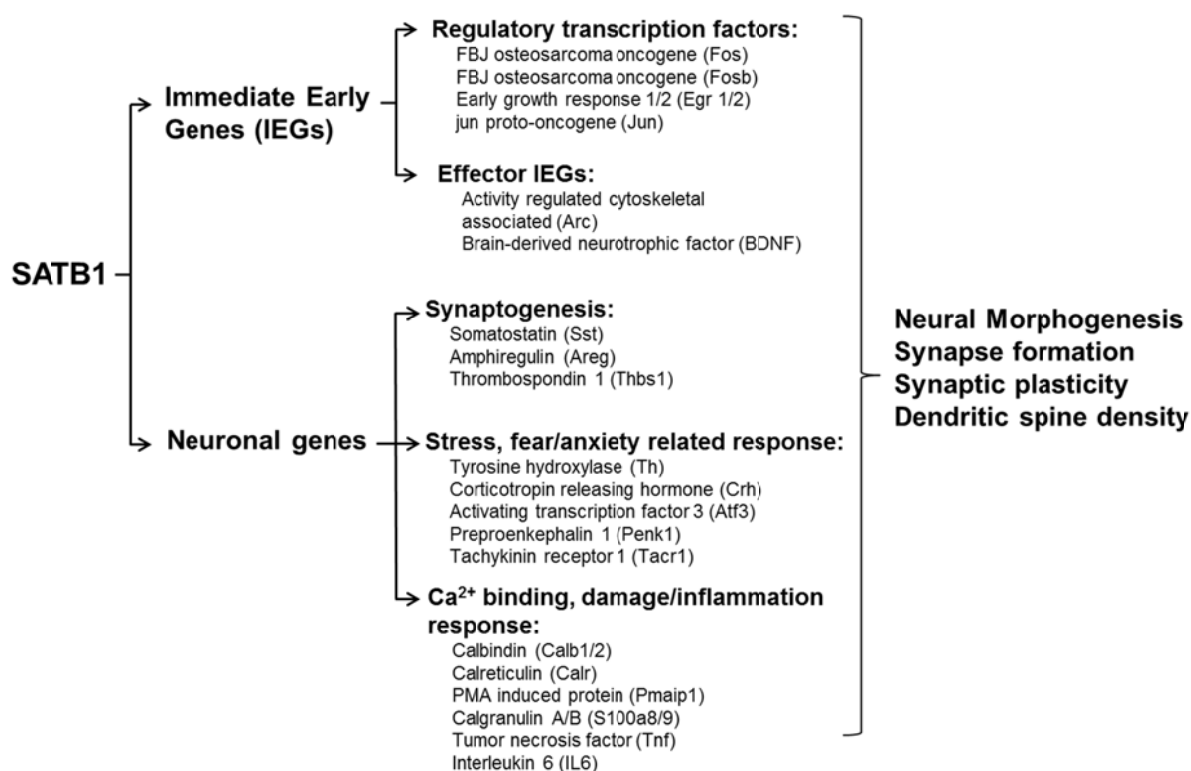 SATB1
Immediate Early
Genes (IEGs)
Regulatory transcription factors:
FBJ osteosarcoma oncogene (Fos)
FBJ osteosarcoma oncogene (Fosb)
Early growth response 1/2 (Egr 1/2)
jun proto-oncogene (Jun)
Effector IEGs:
Activity regulated cytoskeletal
associated (Arc)
Brain-derived neurotrophic factor (BDNF)
Neuronal genes
Synaptogenesis:
Somatostatin (Sst)
Amphiregulin (Areg)
Thrombospondin 1 (Thbs1)
Stress, fear/anxiety related response:
Tyrosine hydroxylase (Th)
Corticotropin releasing hormone (Crh)
Activating transcription factor 3 (Atf3)
Preproenkephalin 1 (Penk1)
Tachykinin receptor 1 (Tacr1)
Ca²⁺ binding, damage/inflammation
response:
Calbindin (Calb1/2)
Calreticulin (Calr)
PMA induced protein (Pmaip1)
Calgranulin A/B (S100a8/9)
Tumor necrosis factor (Tnf)
Interleukin 6 (IL6)
Neural Morphogenesis
Synapse formation
Synaptic plasticity
Dendritic spine density